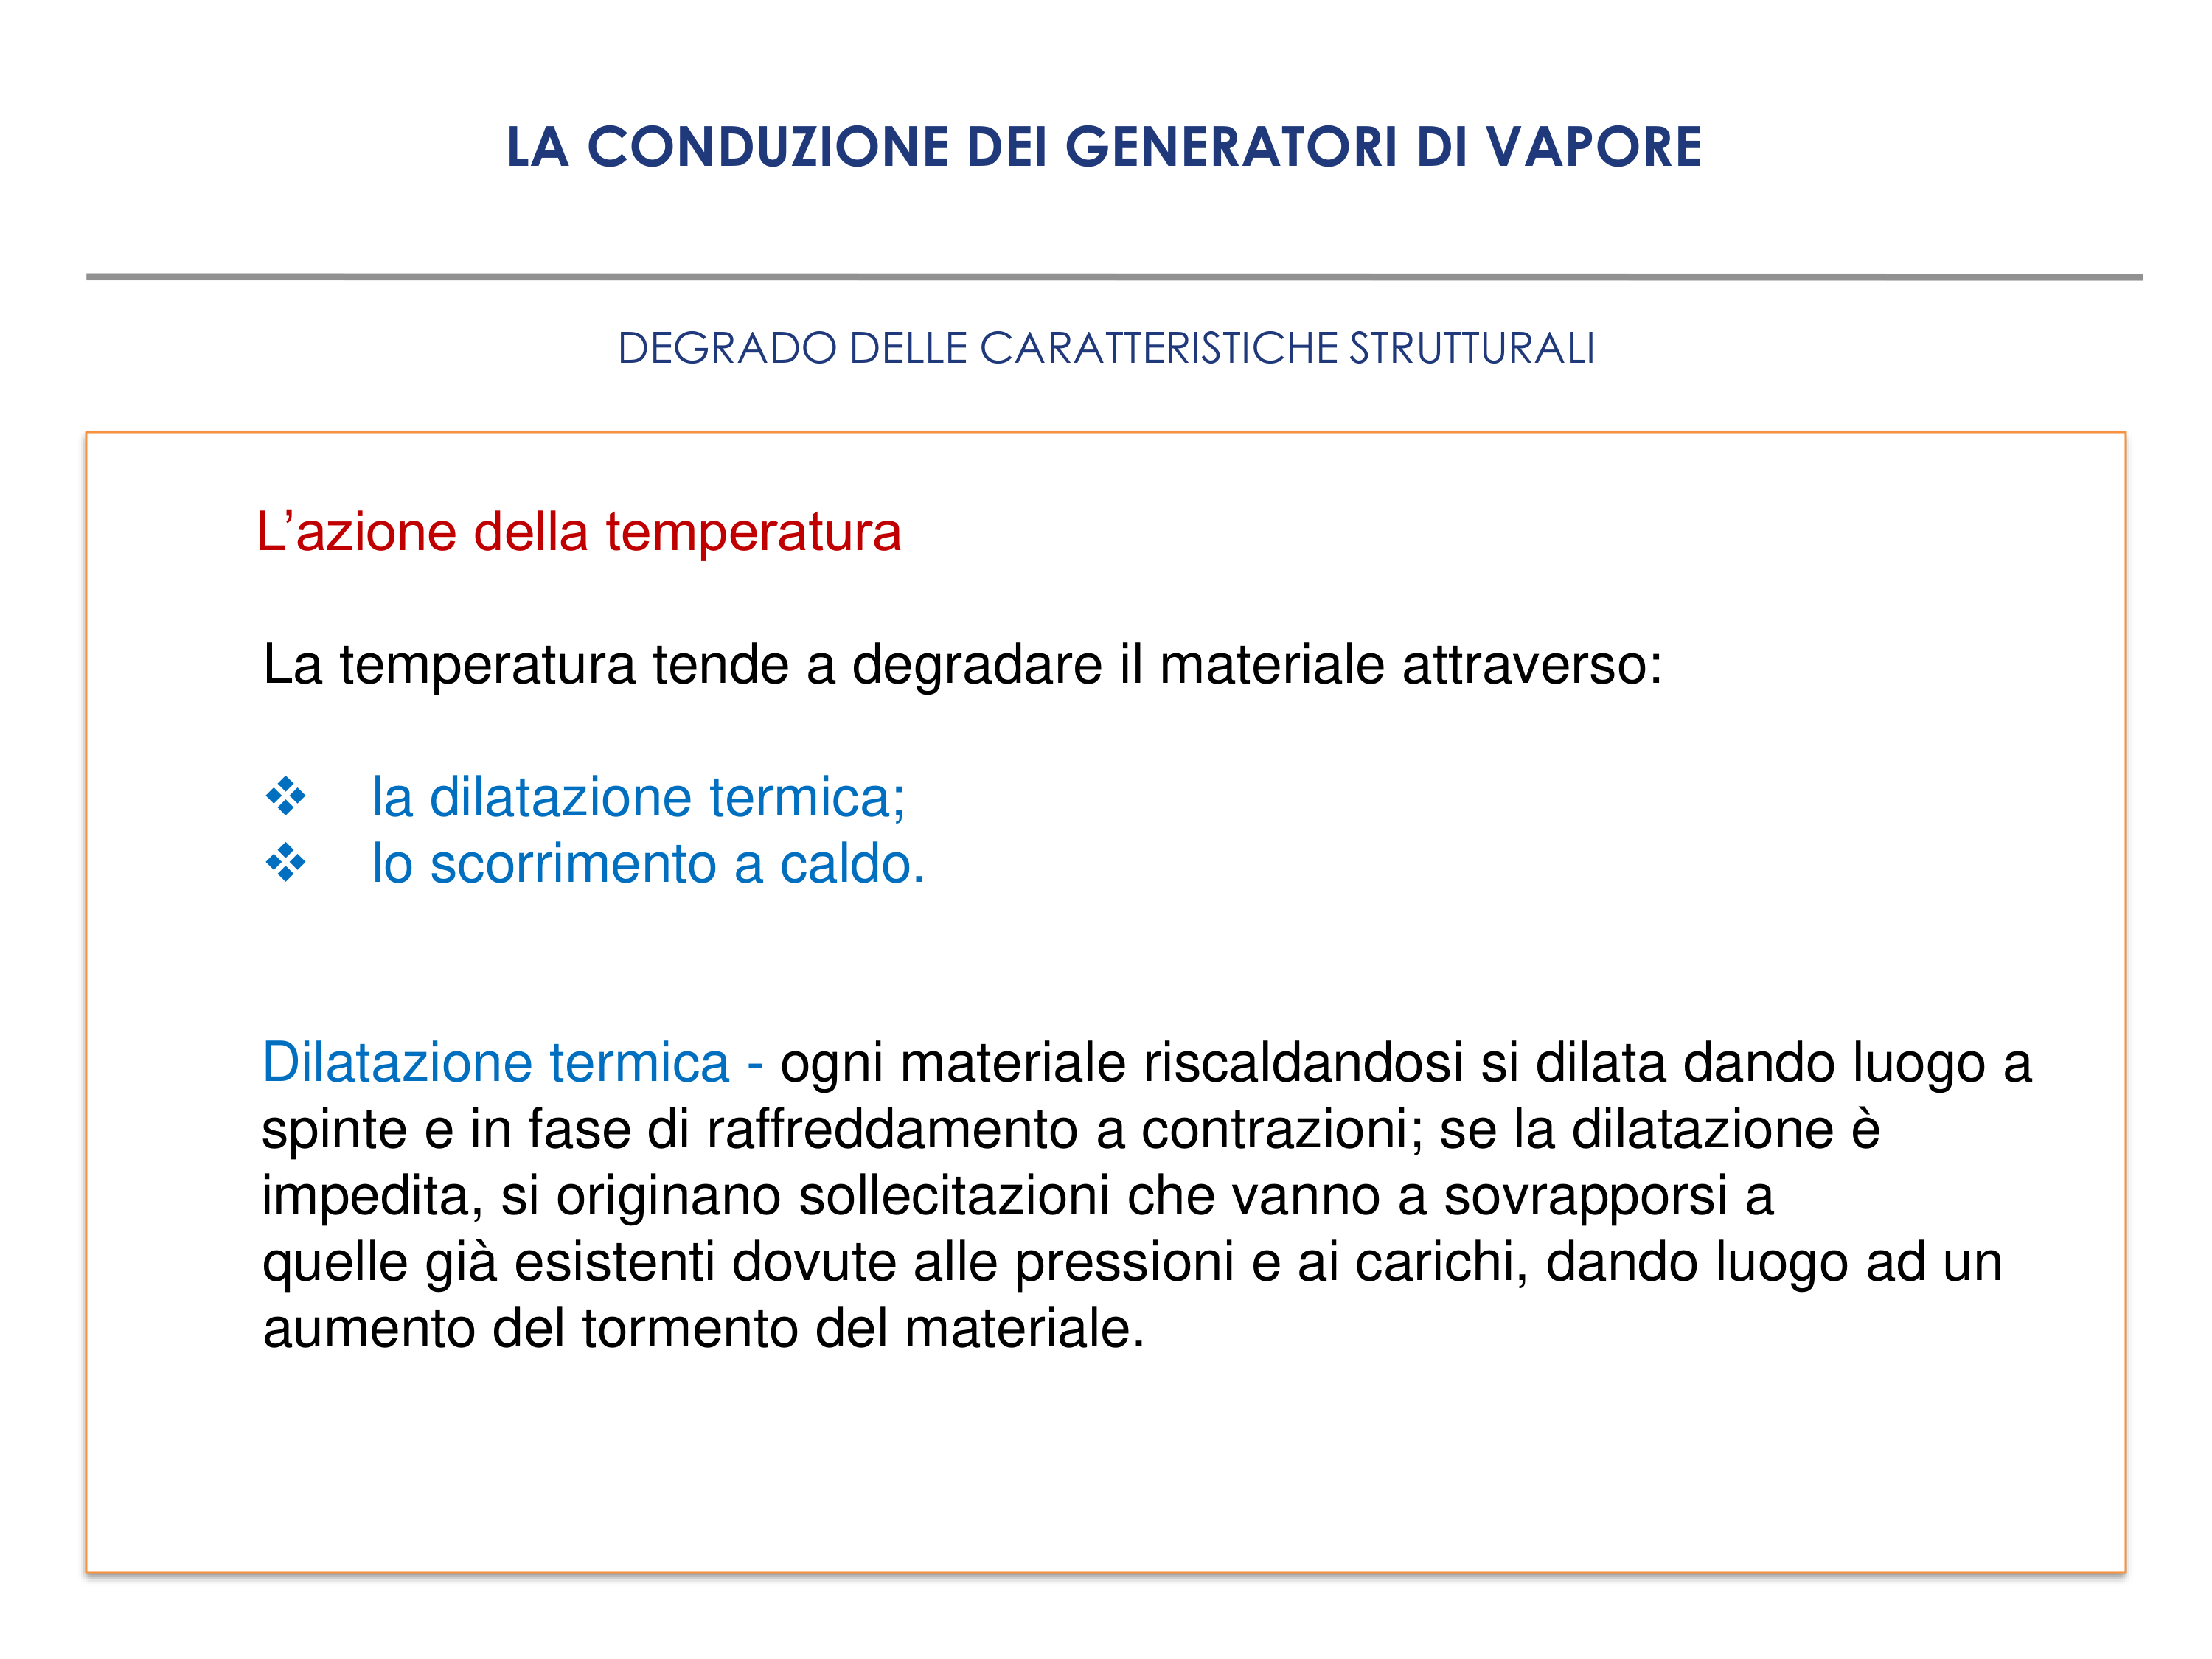 LA CONDUZIONE DEI GENERATORI DI VAPORE
DEGRADO DELLE CARATTERISTICHE STRUTTURALI
L’azione della temperatura
La temperatura tende a degradare il materiale attraverso:
❖ la dilatazione termica;
❖ lo scorrimento a caldo.
Dilatazione termica - ogni materiale riscaldandosi si dilata dando luogo a
spinte e in fase di raffreddamento a contrazioni; se la dilatazione è
impedita, si originano sollecitazioni che vanno a sovrapporsi a
quelle già esistenti dovute alle pressioni e ai carichi, dando luogo ad un
aumento del tormento del materiale.